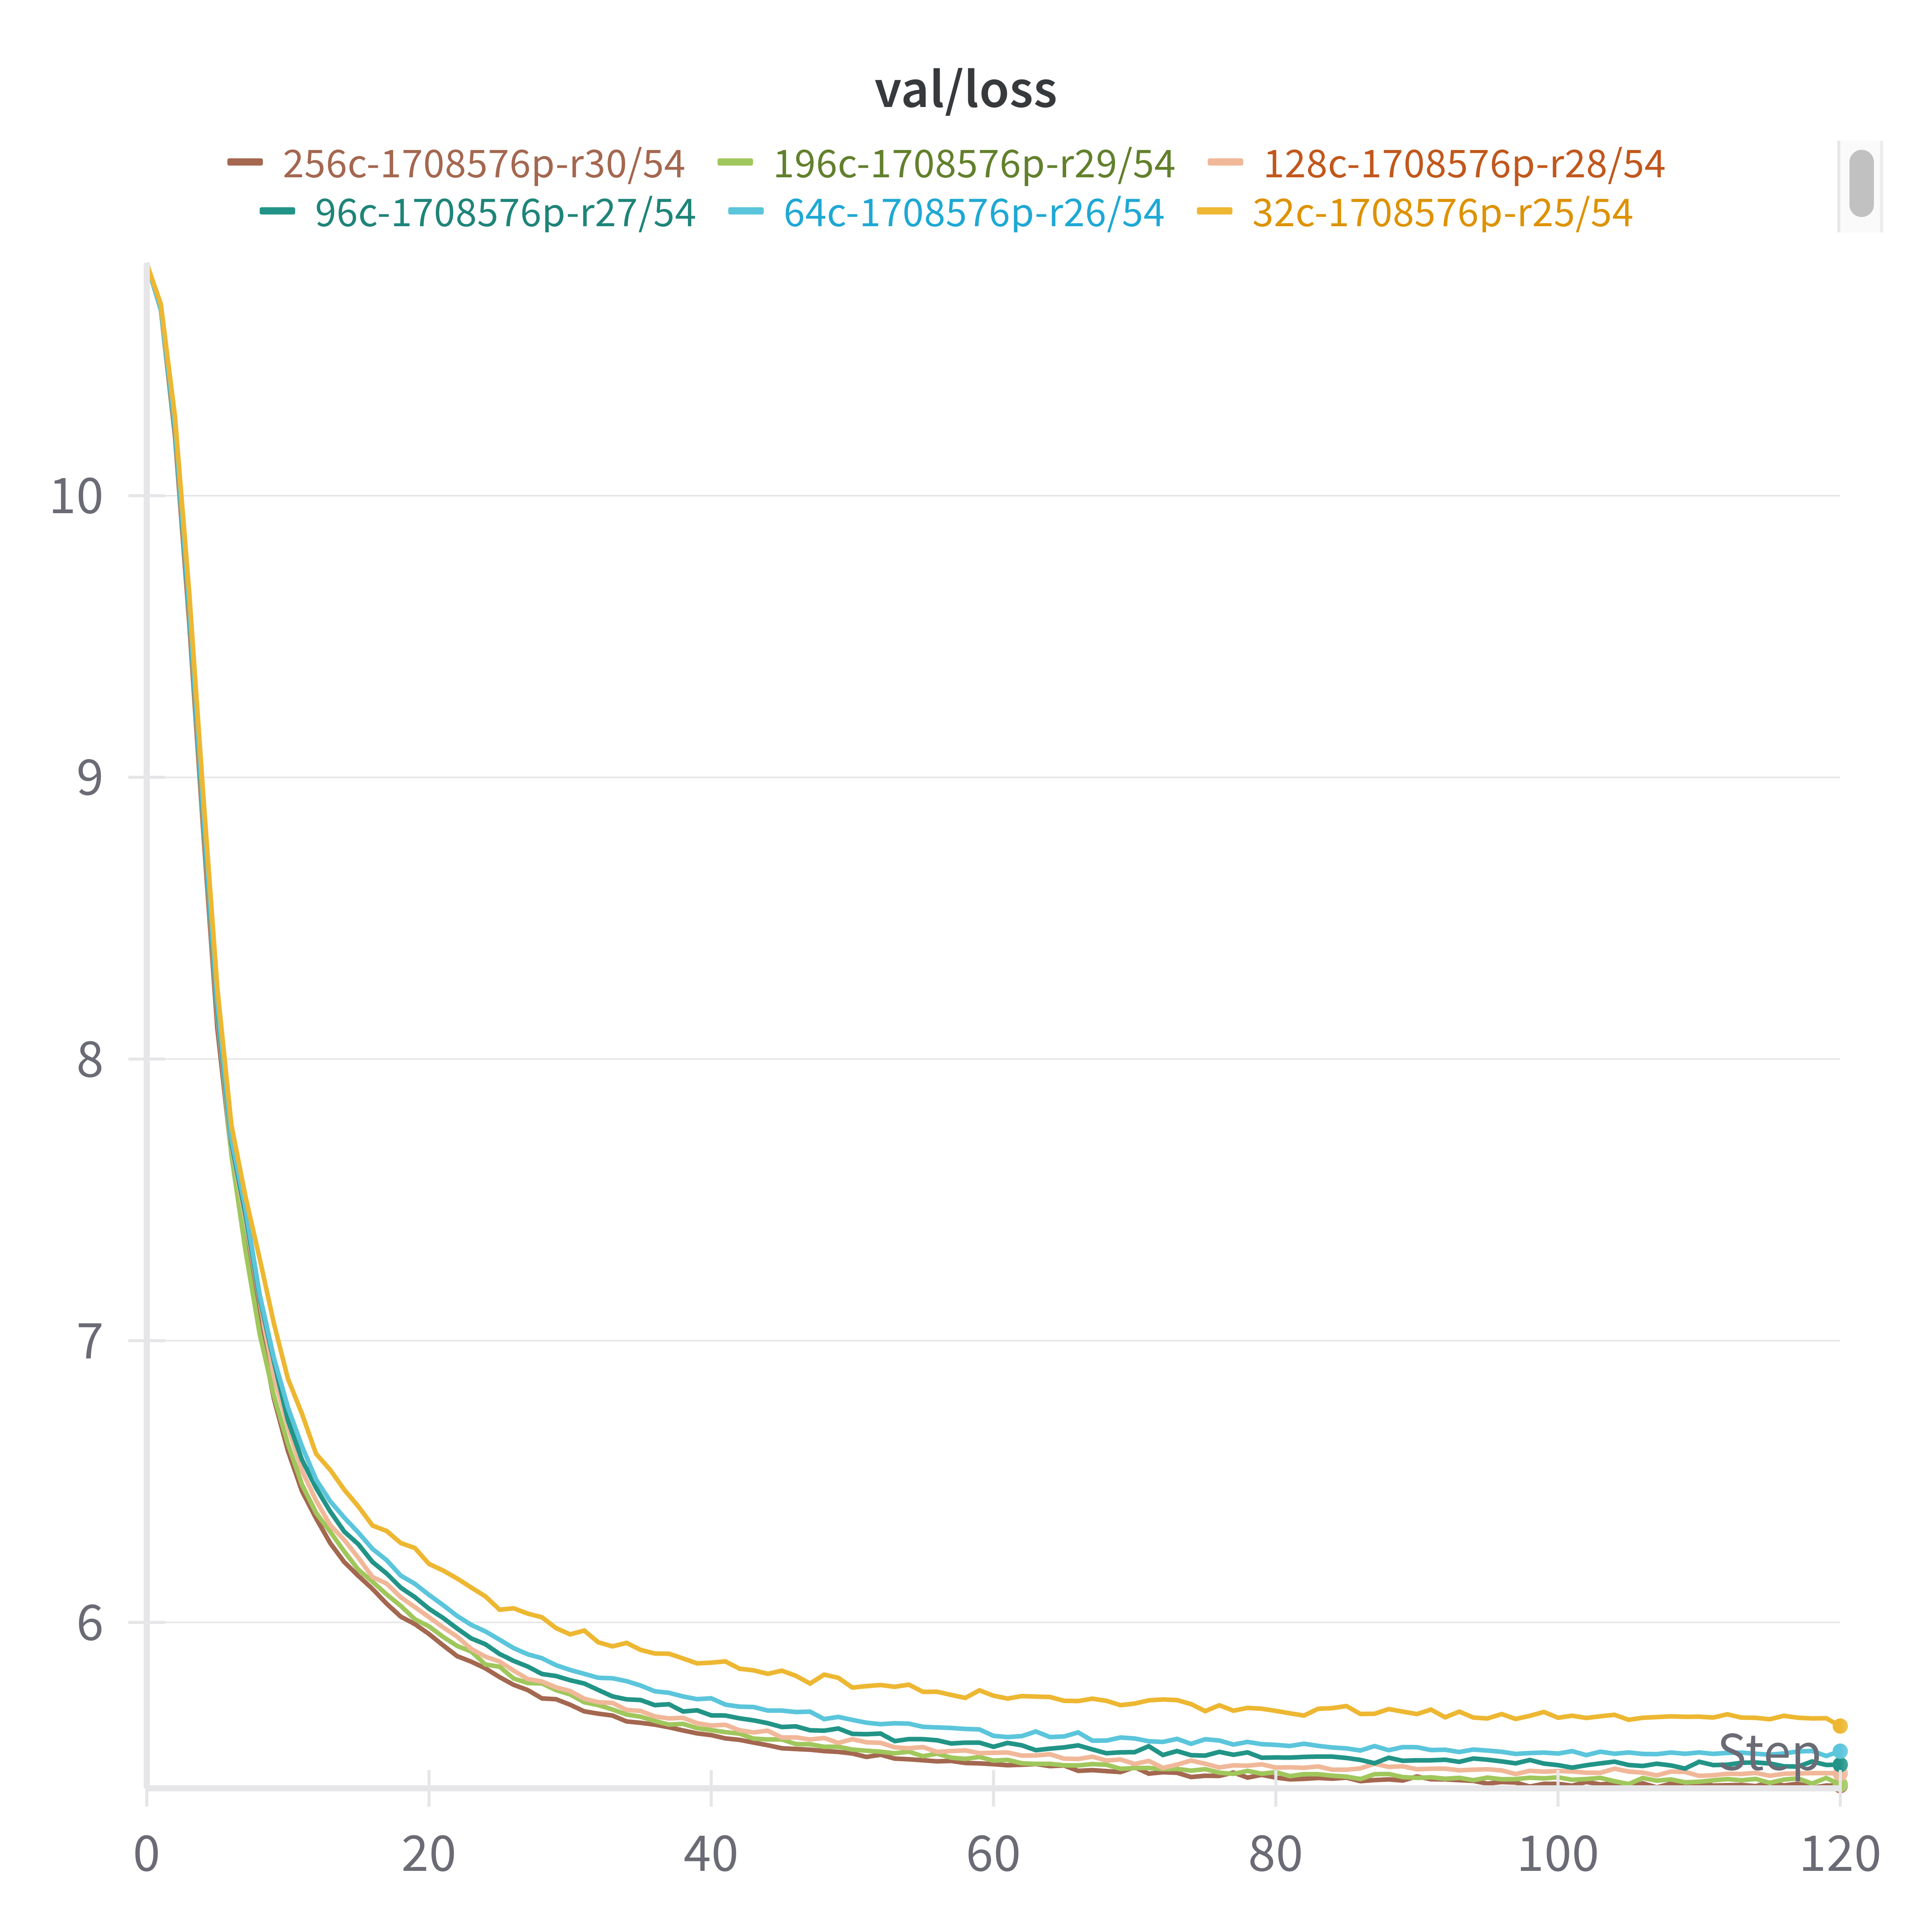 val/loss
256c-1708576p-r30/54 196c-1708576p-r29/54 128c-1708576p-r28/54
96c-1708576p-r27/54 64c-1708576p-r26/54 32c-1708576p-r25/54
10
9
8
7
6
Step
0 20 40 60 80 100 120